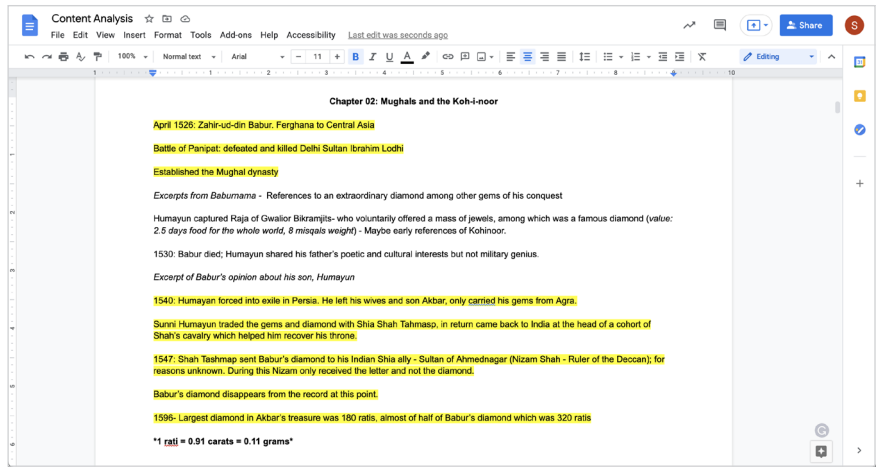 Content Analysis
File Edit View Insert Format Tools Add-ons Help Accessibility Last edit was seconds ago
Share
S
100% Normal text Arial - 11 + B I U A Editing
1 1 2 3 4 5 6 7 8 9 10
Chapter 02: Mughals and the Koh-i-noor
April 1526: Zahir-ud-din Babur. Ferghana to Central Asia
Battle of Panipat: defeated and killed Delhi Sultan Ibrahim Lodhi
Established the Mughal dynasty
Excerpts from Baburnama - References to an extraordinary diamond among other gems of his conquest
Humayun captured Raja of Gwalior Bikramjits- who voluntarily offered a mass of jewels, among which was a famous diamond (value:
2.5 days food for the whole world, 8 misqals weight) - Maybe early references of Kohinoor.
1530: Babur died; Humayun shared his father's poetic and cultural interests but not military genius.
Excerpt of Babur's opinion about his son, Humayun
1540: Humayan forced into exile in Persia. He left his wives and son Akbar, only carried his gems from Agra.
Sunni Humayun traded the gems and diamond with Shia Shah Tahmasp, in return came back to India at the head of a cohort of
Shah's cavalry which helped him recover his throne.
1547: Shah Tashmap sent Babur's diamond to his Indian Shia ally - Sultan of Ahmednagar (Nizam Shah - Ruler of the Deccan); for
reasons unknown. During this Nizam only received the letter and not the diamond.
Babur's diamond disappears from the record at this point.
1596- Largest diamond in Akbar's treasure was 180 ratis, almost of half of Babur's diamond which was 320 ratis
*1 rati = 0.91 carats = 0.11 grams*